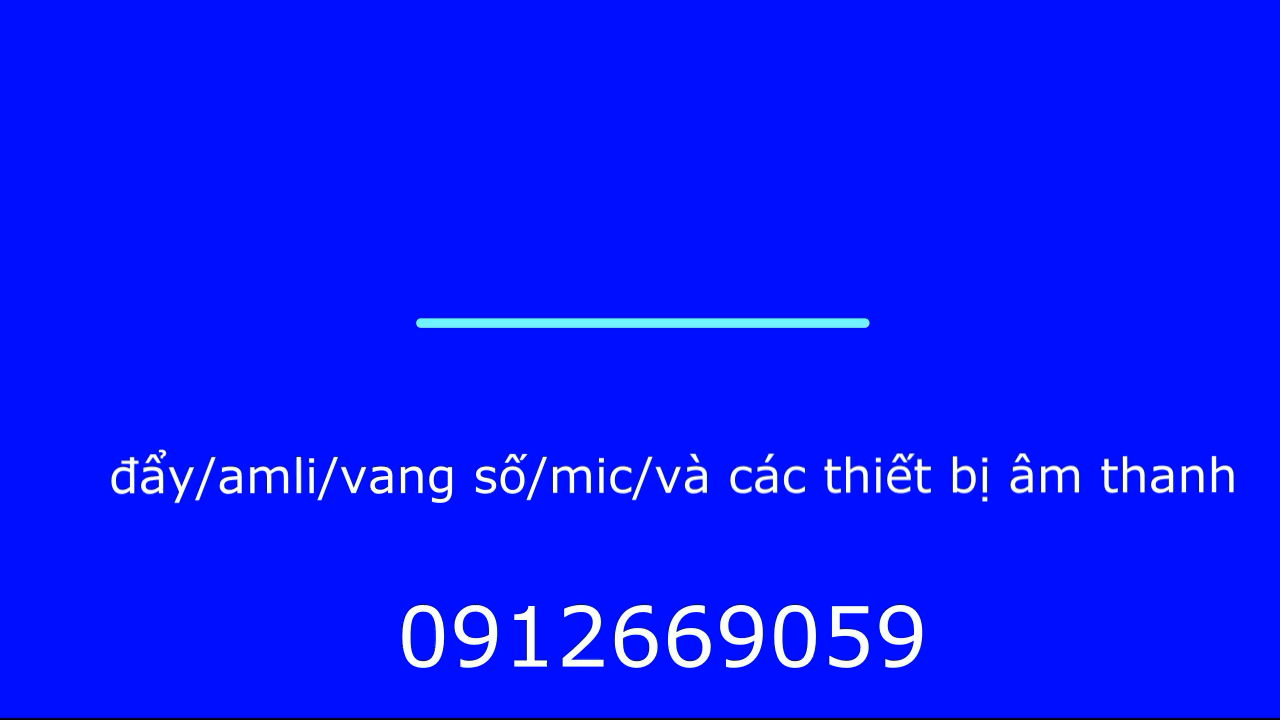 đẩy/amli/vang số/mic/và các thiết bị âm thanh
0912669059